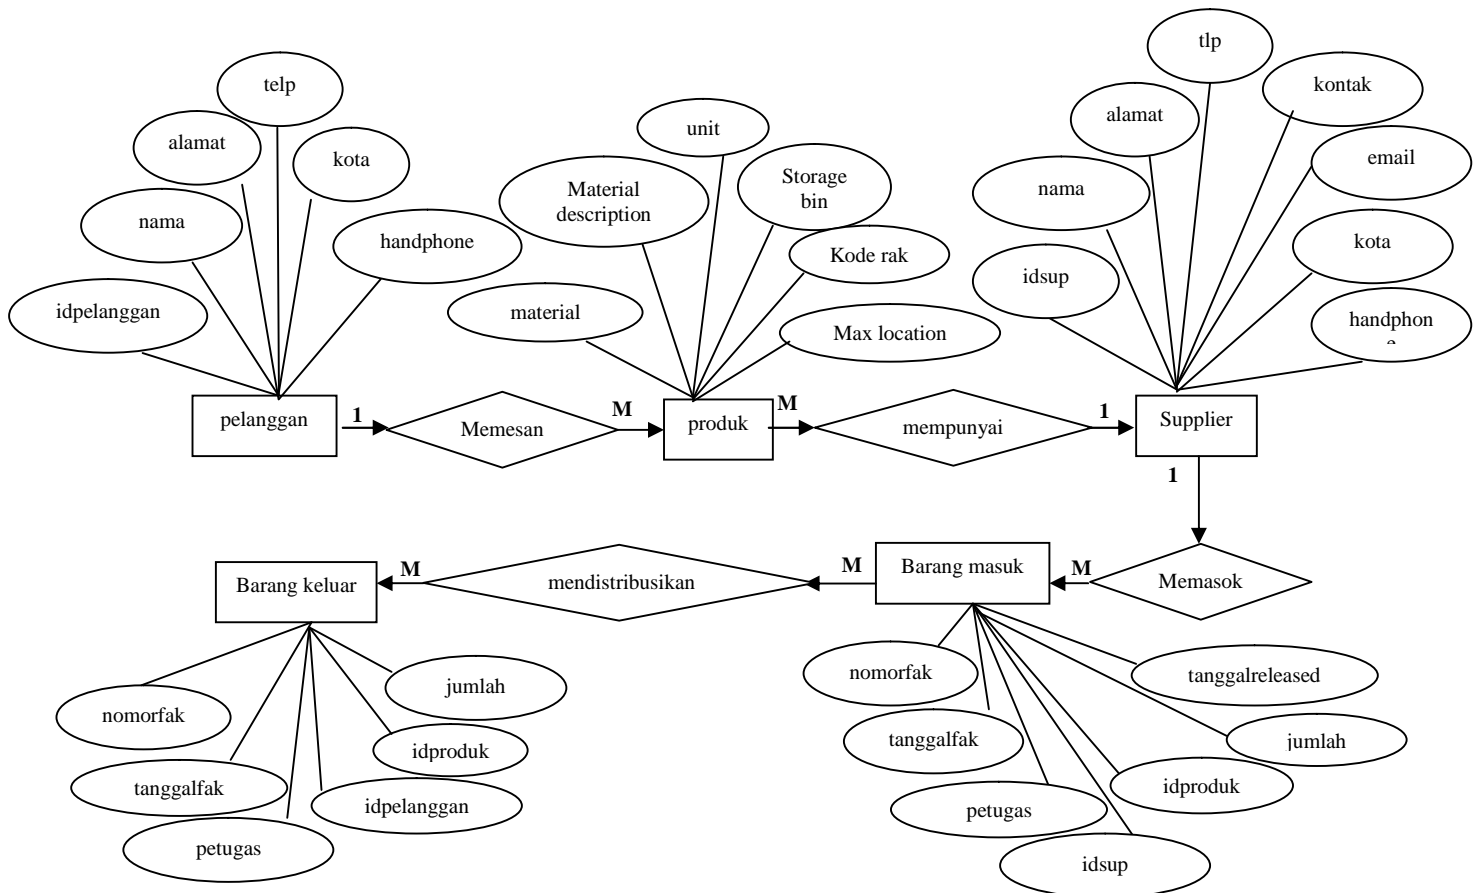 telp
alamat
kota
nama
handphone
idpelanggan
unit
Material
description
Storage
bin
Kode rak
material
Max location
tlp
kontak
alamat
email
nama
kota
idsup
handphon
e
pelanggan
1
Memesan
M
produk
M
mempunyai
1
Supplier
1
Barang keluar
M
mendistribusikan
M
Barang masuk
M
Memasok
jumlah
nomorfak
idproduk
tanggalfak
idpelanggan
petugas
nomorfak
tanggalreleased
tanggalfak
jumlah
idproduk
petugas
idsup